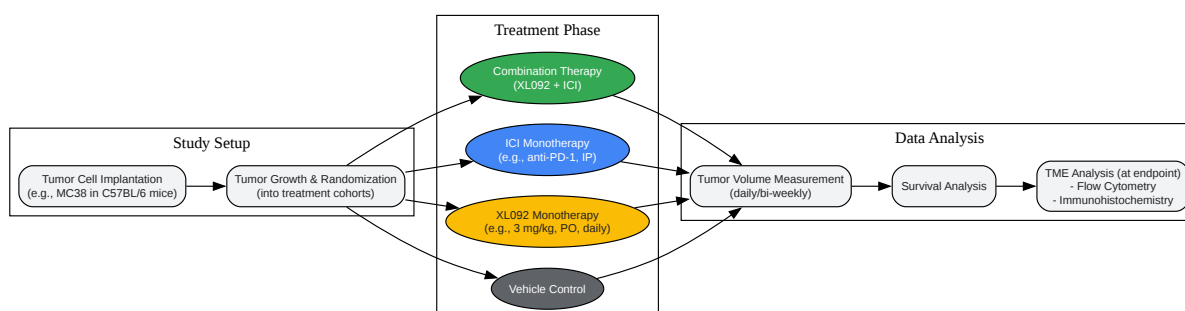 Study Setup
Tumor Cell Implantation
(e.g., MC38 in C57BL/6 mice)
Tumor Growth & Randomization
(into treatment cohorts)
Treatment Phase
Combination Therapy
(XL092 + ICI)
ICI Monotherapy
(e.g., anti-PD-1, IP)
XL092 Monotherapy
(e.g., 3 mg/kg, PO, daily)
Vehicle Control
Data Analysis
Tumor Volume Measurement
(daily/bi-weekly)
Survival Analysis
TME Analysis (at endpoint)
- Flow Cytometry
- Immunohistochemistry